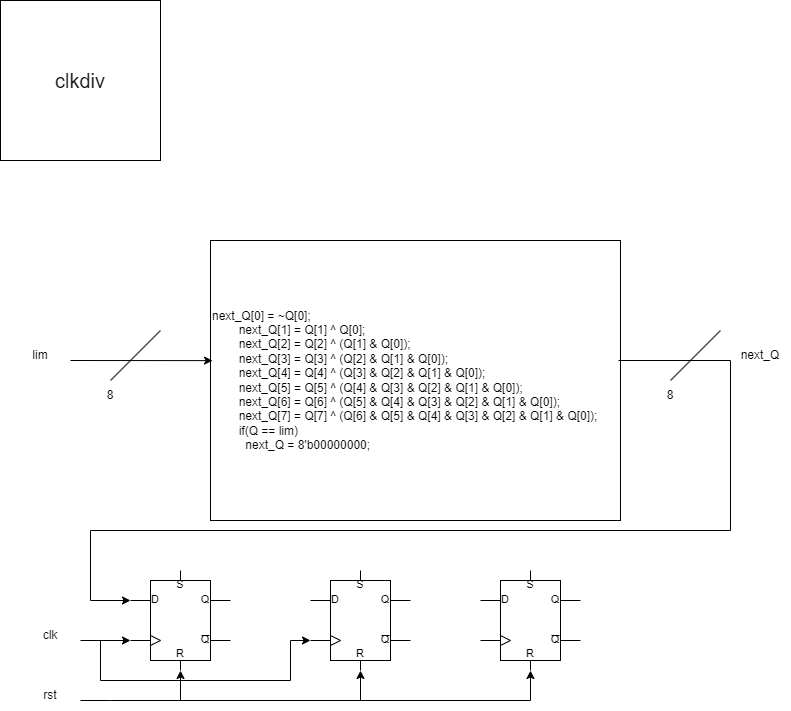 clkdiv
next_Q[0] = ~Q[0];
next_Q[1] = Q[1] ^ Q[0];
next_Q[2] = Q[2] ^ (Q[1] & Q[0]);
next_Q[3] = Q[3] ^ (Q[2] & Q[1] & Q[0]);
next_Q[4] = Q[4] ^ (Q[3] & Q[2] & Q[1] & Q[0]);
next_Q[5] = Q[5] ^ (Q[4] & Q[3] & Q[2] & Q[1] & Q[0]);
next_Q[6] = Q[6] ^ (Q[5] & Q[4] & Q[3] & Q[2] & Q[1] & Q[0]);
next_Q[7] = Q[7] ^ (Q[6] & Q[5] & Q[4] & Q[3] & Q[2] & Q[1] & Q[0]);
if(Q == lim)
next_Q = 8'b00000000;
lim
8
next_Q
8
S
D Q
Q̅
R
S
D Q
Q̅
R
S
D Q
Q̅
R
clk
rst